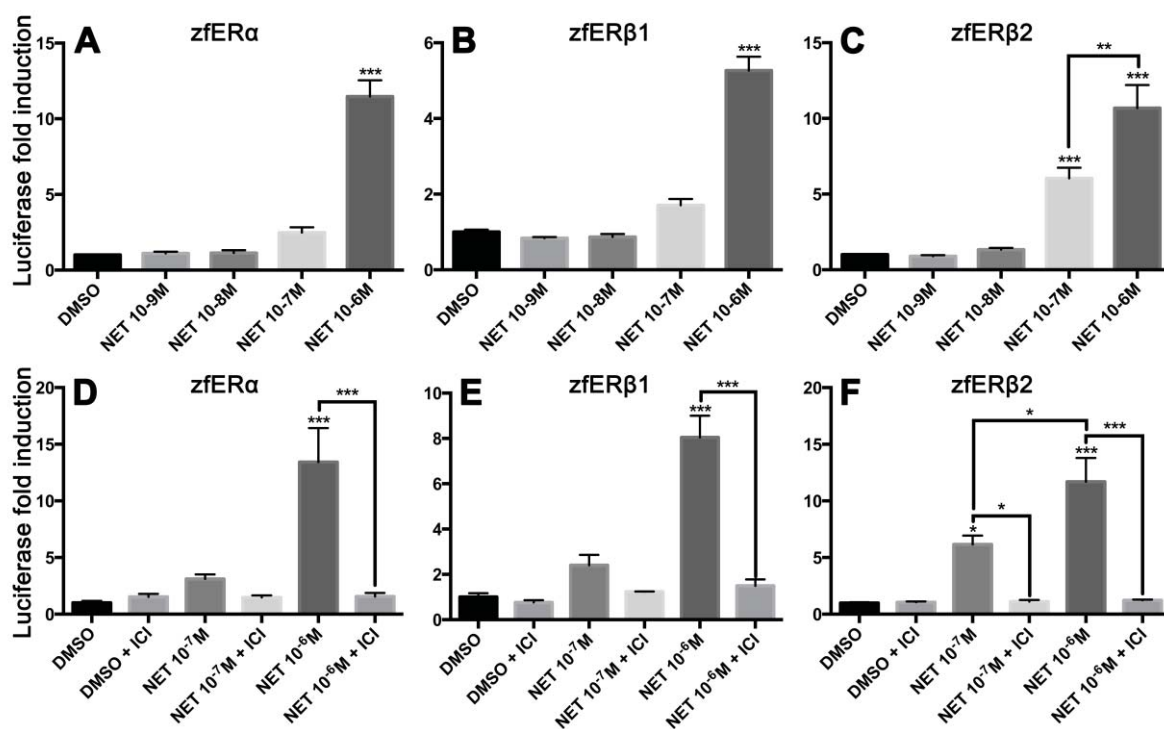 A zfERα
Luciferase fold induction
15
10
5
0
***
DMSO
NET 10-9M
NET 10-8M
NET 10-7M
NET 10-6M
B zfERβ1
6
4
2
0
***
DMSO
NET 10-9M
NET 10-8M
NET 10-7M
NET 10-6M
C zfERβ2
15
10
5
0
**
***
***
DMSO
NET 10-9M
NET 10-8M
NET 10-7M
NET 10-6M
D zfERα
Luciferase fold induction
20
15
10
5
0
***
***
DMSO
DMSO + ICI
NET 10⁻⁷M
NET 10⁻⁷M + ICI
NET 10⁻⁶M
NET 10⁻⁶M + ICI
E zfERβ1
10
8
6
4
2
0
***
***
DMSO
DMSO + ICI
NET 10⁻⁷M
NET 10⁻⁷M + ICI
NET 10⁻⁶M
NET 10⁻⁶M + ICI
F zfERβ2
20
15
10
5
0
*
***
***
*
*
DMSO
DMSO + ICI
NET 10⁻⁷M
NET 10⁻⁷M + ICI
NET 10⁻⁶M
NET 10⁻⁶M + ICI